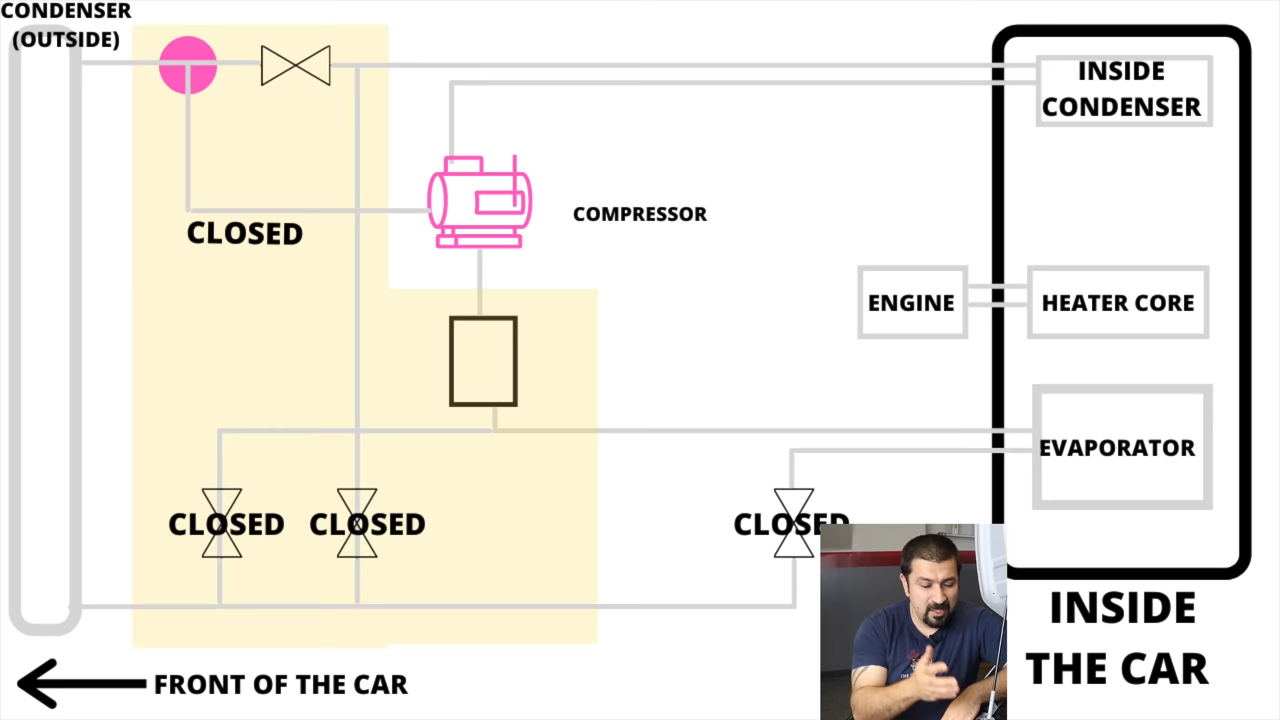 CONDENSER
(OUTSIDE)
INSIDE
CONDENSER
COMPRESSOR
CLOSED
ENGINE
HEATER CORE
EVAPORATOR
CLOSED
CLOSED
CLOSED
INSIDE
THE CAR
FRONT OF THE CAR